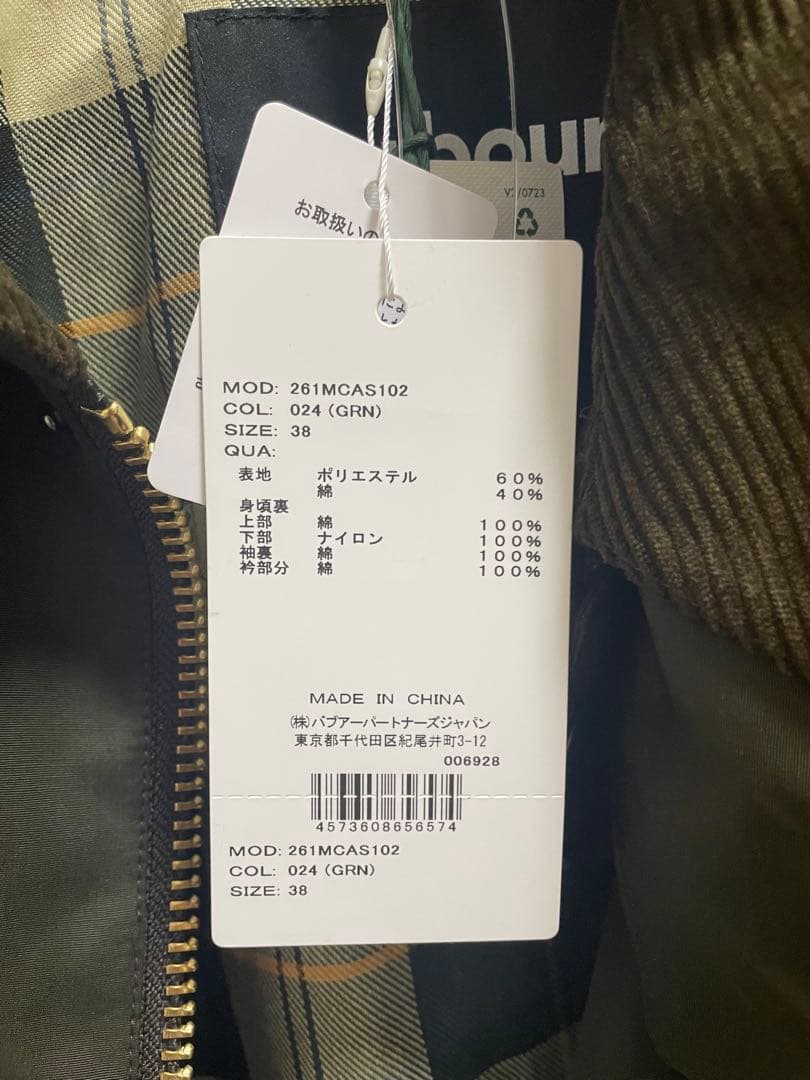 bour
V2/0723
お取扱いの
MOD: 261MCAS102
COL: 024 (GRN)
SIZE: 38
QUA:
表地 ポリエステル 60%
綿 40%
身頃裏
上部 綿 100%
下部 ナイロン 100%
袖裏 綿 100%
衿部分 綿 100%
MADE IN CHINA
(株)バブアーパートナーズジャパン
東京都千代田区紀尾井町3-12
006928
4573608656574
MOD: 261MCAS102
COL: 024 (GRN)
SIZE: 38